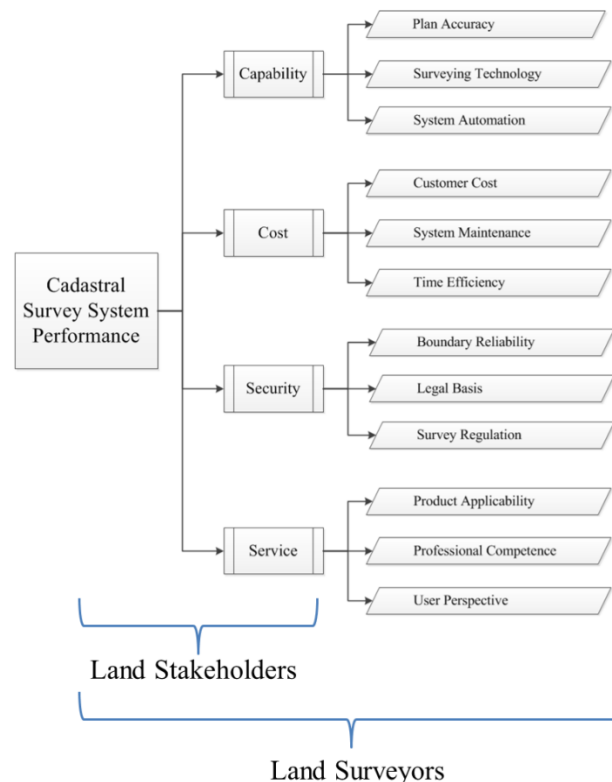 Cadastral
Survey System
Performance
Capability
Plan Accuracy
Surveying Technology
System Automation
Cost
Customer Cost
System Maintenance
Time Efficiency
Security
Boundary Reliability
Legal Basis
Survey Regulation
Service
Product Applicability
Professional Competence
User Perspective
Land Stakeholders
Land Surveyors